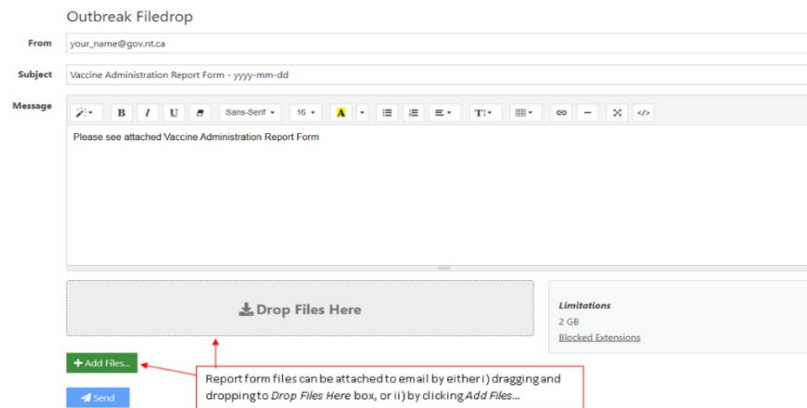 Outbreak Filedrop
From
your_name@gov.nt.ca
Subject
Vaccine Administration Report Form - yyyy-mm-dd
Message
B I U Sans-Serif 16 A T
Please see attached Vaccine Administration Report Form
Drop Files Here
Limitations
2 GB
Blocked Extensions
+ Add Files...
Send
Report form files can be attached to email by either i) dragging and
dropping to Drop Files Here box, or ii) by clicking Add Files...